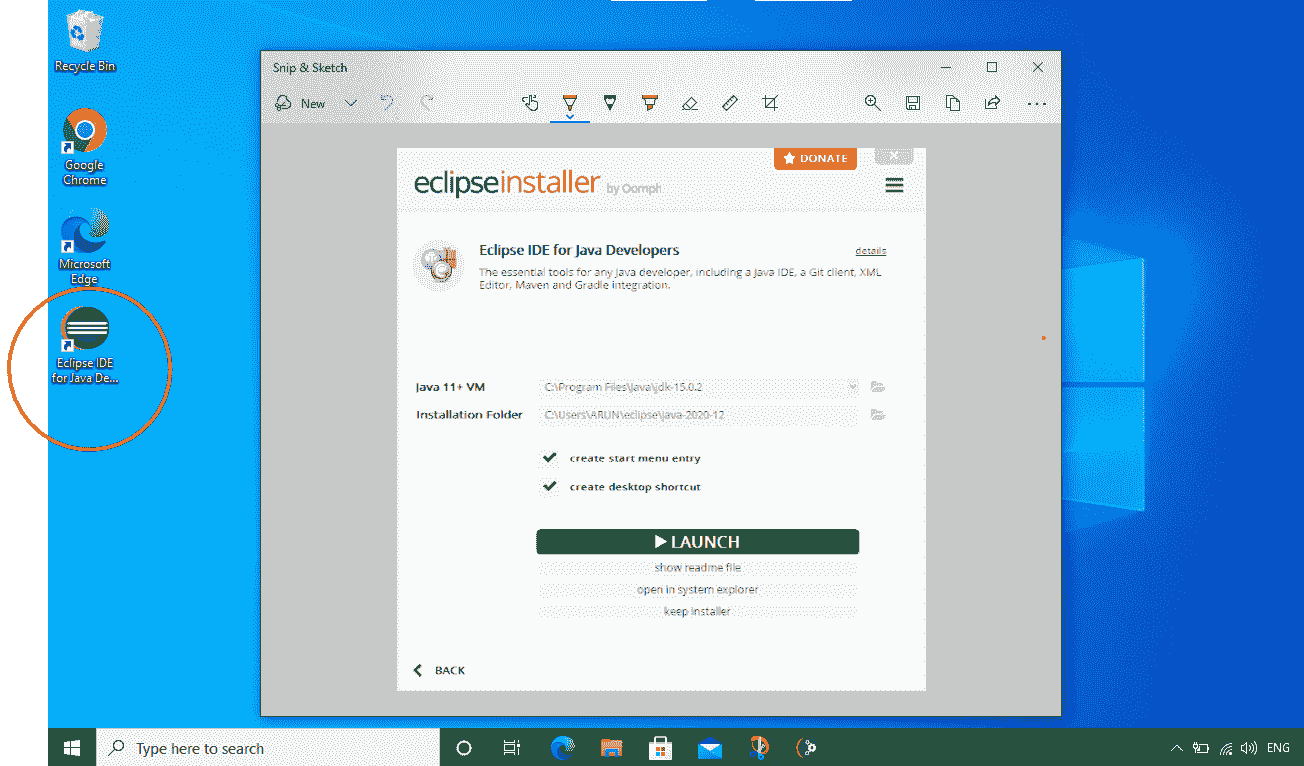 Recycle Bin
Google
Chrome
Microsoft
Edge
Eclipse IDE
for Java De...
Snip & Sketch
New
DONATE
eclipseinstaller by Oomph
Eclipse IDE for Java Developers
details
The essential tools for any Java developer, including a Java IDE, a Git client, XML
Editor, Maven and Gradle integration.
Java 11+ VM
C:\Program Files\Java\jdk-15.0.2
Installation Folder
C:\Users\ARUN\eclipse\java-2020-12
create start menu entry
create desktop shortcut
LAUNCH
show readme file
open in system explorer
keep installer
BACK
Type here to search
ENG